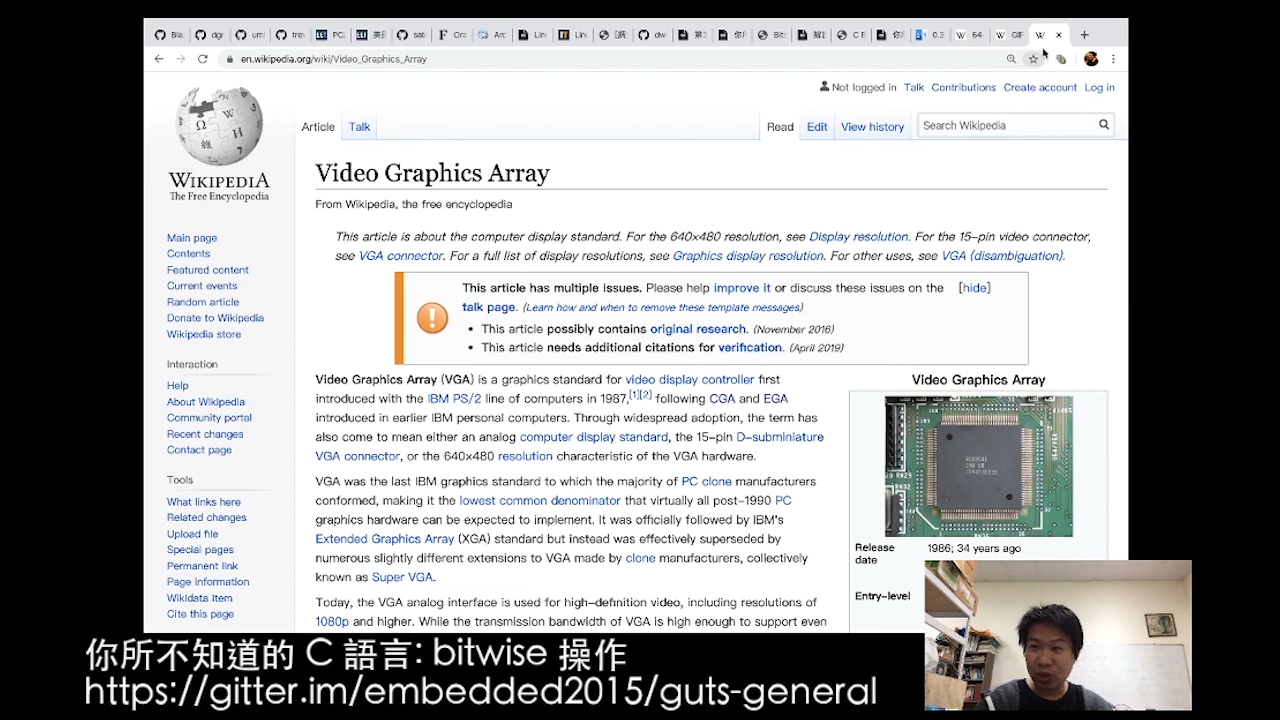 en.wikipedia.org/wiki/Video_Graphics_Array
Not logged in Talk Contributions Create account Log in
Article Talk Read Edit View history Search Wikipedia
WIKIPEDIA
The Free Encyclopedia
Main page
Contents
Featured content
Current events
Random article
Donate to Wikipedia
Wikipedia store
Interaction
Help
About Wikipedia
Community portal
Recent changes
Contact page
Tools
What links here
Related changes
Upload file
Special pages
Permanent link
Page information
Wikidata item
Cite this page
Video Graphics Array
From Wikipedia, the free encyclopedia
This article is about the computer display standard. For the 640×480 resolution, see Display resolution. For the 15-pin video connector,
see VGA connector. For a full list of display resolutions, see Graphics display resolution. For other uses, see VGA (disambiguation).
This article has multiple issues. Please help improve it or discuss these issues on the [hide]
talk page. (Learn how and when to remove these template messages)
• This article possibly contains original research. (November 2016)
• This article needs additional citations for verification. (April 2019)
Video Graphics Array (VGA) is a graphics standard for video display controller first
introduced with the IBM PS/2 line of computers in 1987,[1][2] following CGA and EGA
introduced in earlier IBM personal computers. Through widespread adoption, the term has
also come to mean either an analog computer display standard, the 15-pin D-subminiature
VGA connector, or the 640×480 resolution characteristic of the VGA hardware.
VGA was the last IBM graphics standard to which the majority of PC clone manufacturers
conformed, making it the lowest common denominator that virtually all post-1990 PC
graphics hardware can be expected to implement. It was officially followed by IBM's
Extended Graphics Array (XGA) standard but instead was effectively superseded by
numerous slightly different extensions to VGA made by clone manufacturers, collectively
known as Super VGA.
Today, the VGA analog interface is used for high-definition video, including resolutions of
1080p and higher. While the transmission bandwidth of VGA is high enough to support even
Video Graphics Array
Release date 1986; 34 years ago
Entry-level
你所不知道的 C 語言: bitwise 操作
https://gitter.im/embedded2015/guts-general